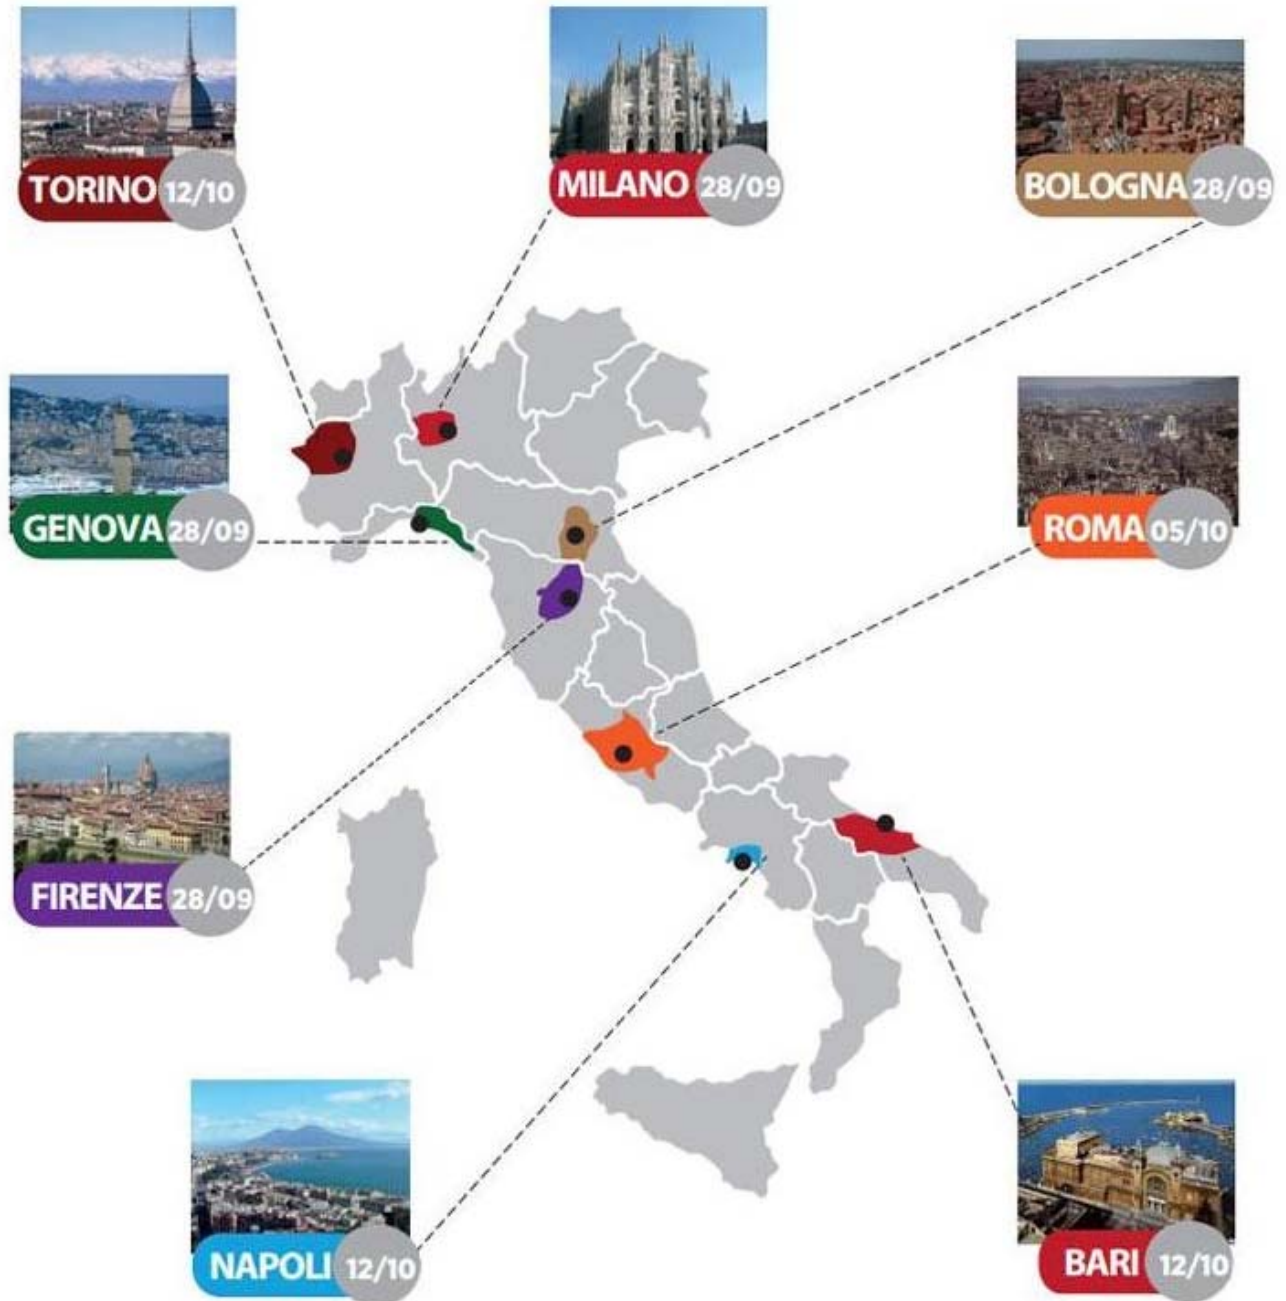 TORINO 12/10
MILANO 28/09
BOLOGNA 28/09
GENOVA 28/09
ROMA 05/10
FIRENZE 28/09
NAPOLI 12/10
BARI 12/10